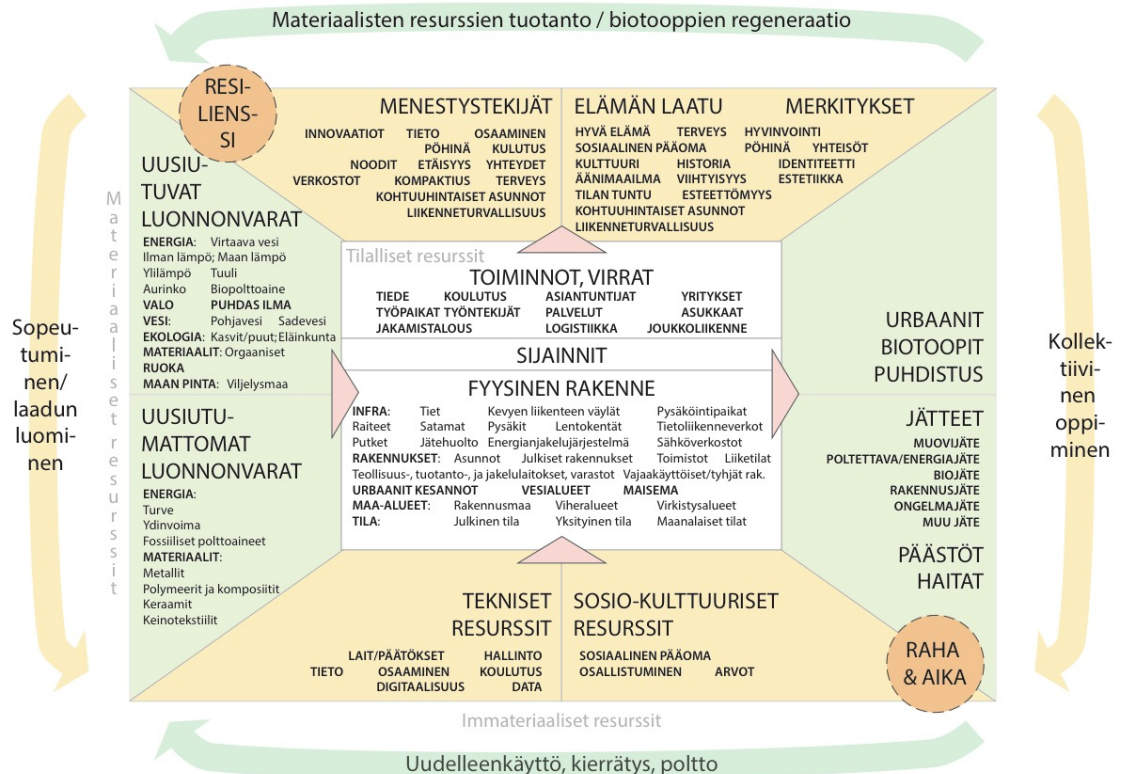 Materiaalisten resurssien tuotanto / biotooppien regeneraatio
RESI-
LIENS-
SI
MENESTYSTEKIJÄT
INNOVAATIOT TIETO OSAAMINEN
PÖHINÄ KULUTUS
NOODIT ETÄISYYS YHTEYDET
VERKOSTOT KOMPAKTIUS TERVEYS
KOHTUUHINTAISET ASUNNOT
LIIKENNETURVALLISUUS
ELÄMÄN LAATU MERKITYKSET
HYVÄ ELÄMÄ TERVEYS HYVINVOINTI
SOSIAALINEN PÄÄOMA PÖHINÄ YHTEISÖT
KULTTUURI HISTORIA IDENTITEETTI
ÄÄNIMAAILMA VIIHTYISYYS ESTETIIKKA
TILAN TUNTU ESTEETTÖMYYS
KOHTUUHINTAISET ASUNNOT
LIIKENNETURVALLISUUS
Sopeu-
tumi-
nen/
laadun
luomi-
nen
Materiaaliset resurssit
UUSIU-
TUVAT
LUONNONVARAT
ENERGIA: Virtaava vesi
Ilman lämpö; Maan lämpö
Ylilämpö Tuuli
Aurinko Biopolttoaine
VALO PUHDAS ILMA
VESI: Pohjavesi Sadevesi
EKOLOGIA: Kasvit/puut; Eläinkunta
MATERIAALIT: Orgaaniset
RUOKA
MAAN PINTA: Viljelysmaa
UUSIUTU-
MATTOMAT
LUONNONVARAT
ENERGIA:
Turve
Ydinvoima
Fossiiliset polttoaineet
MATERIAALIT:
Metallit
Polymeerit ja komposiitit
Keraamit
Keinotekstiilit
Tilalliset resurssit
TOIMINNOT, VIRRAT
TIEDE KOULUTUS ASIANTUNTIJAT YRITYKSET
TYÖPAIKAT TYÖNTEKIJÄT PALVELUT ASUKKAAT
JAKAMISTALOUS LOGISTIIKKA JOUKKOLIIKENNE
SIJAINNIT
FYYSINEN RAKENNE
INFRA: Tiet Kevyen liikenteen väylät Pysäköintipaikat
Raiteet Satamat Pysäkit Lentokentät Tietoliikenneverkot
Putket Jätehuolto Energianjakelujärjestelmä Sähköverkostot
RAKENNUKSET: Asunnot Julkiset rakennukset Toimistot Liiketilat
Teollisuus-, tuotanto-, ja jakelulaitokset, varastot Vajaakäyttöiset/tyhjät rak.
URBAANIT KESANNOT VESIALUEET MAISEMA
MAA-ALUEET: Rakennusmaa Viheralueet Virkistysalueet
TILA: Julkinen tila Yksityinen tila Maanalaiset tilat
URBAANIT
BIOTOOPIT
PUHDISTUS
JÄTTEET
MUOVIJÄTE
POLTETTAVA/ENERGIAJÄTE
BIOJÄTE
RAKENNUSJÄTE
ONGELMAJÄTE
MUU JÄTE
PÄÄSTÖT
HAITAT
Kollek-
tiivi-
nen
oppi-
minen
TEKNISET
RESURSSIT
LAIT/PÄÄTÖKSET HALLINTO
TIETO OSAAMINEN KOULUTUS
DIGITAALISUUS DATA
SOSIO-KULTTUURISET
RESURSSIT
SOSIAALINEN PÄÄOMA
OSALLISTUMINEN ARVOT
RAHA
& AIKA
Immateriaaliset resurssit
Uudelleenkäyttö, kierrätys, poltto